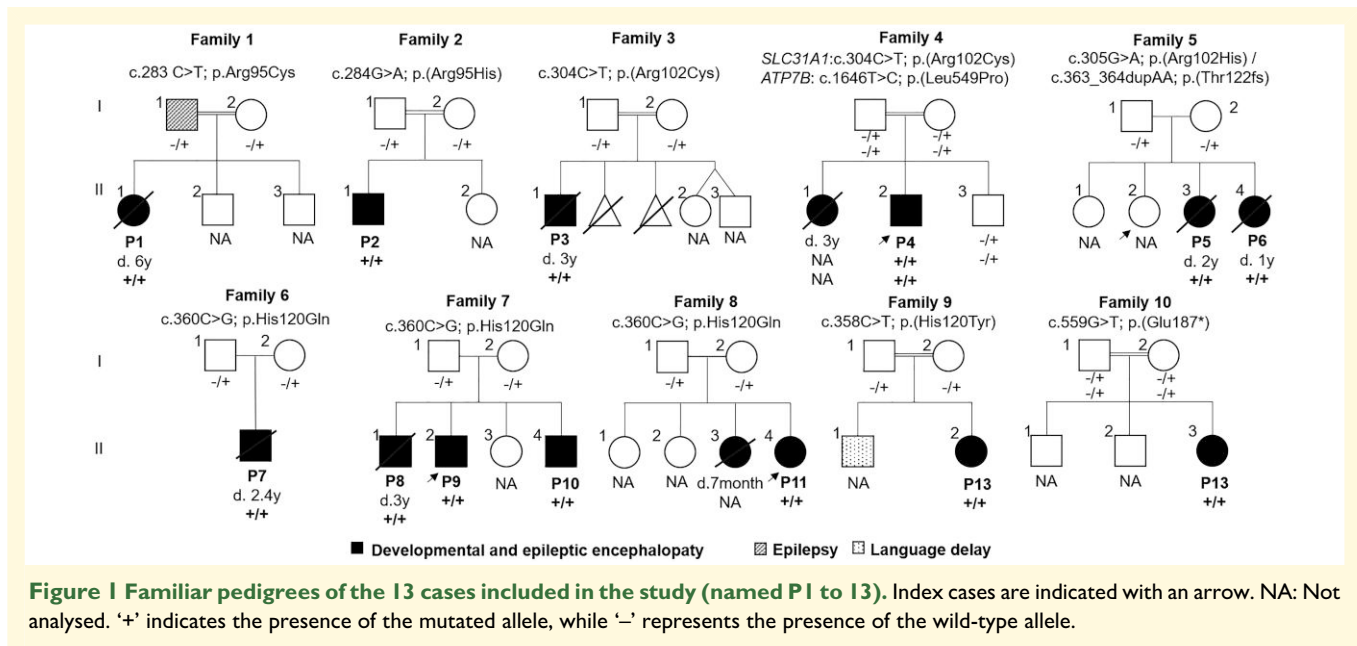 Family 1
c.283 C>T; p.Arg95Cys
I
1
2
-/+
-/+
II
1
2
3
P1
NA
NA
d. 6y
+/+
Family 2
c.284G>A; p.(Arg95His)
1
2
-/+
-/+
1
2
P2
NA
+/+
Family 3
c.304C>T; p.(Arg102Cys)
1
2
-/+
-/+
1
2
3
P3
NA
NA
d. 3y
+/+
Family 4
SLC31A1:c.304C>T; p.(Arg102Cys)
ATP7B: c.1646T>C; p.(Leu549Pro)
1
2
-/+
-/+
-/+
-/+
1
2
3
d. 3y
P4
-/+
NA
+/+
-/+
NA
+/+
Family 5
c.305G>A; p.(Arg102His) /
c.363_364dupAA; p.(Thr122fs)
1
2
-/+
-/+
1
2
3
4
NA
NA
P5
P6
d. 2y
d. 1y
+/+
+/+
Family 6
c.360C>G; p.His120Gln
I
1
2
-/+
-/+
II
P7
d. 2.4y
+/+
Family 7
c.360C>G; p.His120Gln
1
2
-/+
-/+
1
2
3
4
P8
P9
NA
P10
d.3y
+/+
+/+
+/+
Family 8
c.360C>G; p.His120Gln
1
2
-/+
-/+
1
2
3
4
NA
NA
d.7month
P11
NA
+/+
Family 9
c.358C>T; p.(His120Tyr)
1
2
-/+
-/+
1
2
NA
P13
+/+
Family 10
c.559G>T; p.(Glu187*)
1
2
-/+
-/+
-/+
-/+
1
2
3
NA
NA
P13
+/+
Developmental and epileptic encephalopaty
Epilepsy
Language delay
Figure 1 Familiar pedigrees of the 13 cases included in the study (named P1 to 13). Index cases are indicated with an arrow. NA: Not
analysed. ‘+’ indicates the presence of the mutated allele, while ‘–’ represents the presence of the wild-type allele.